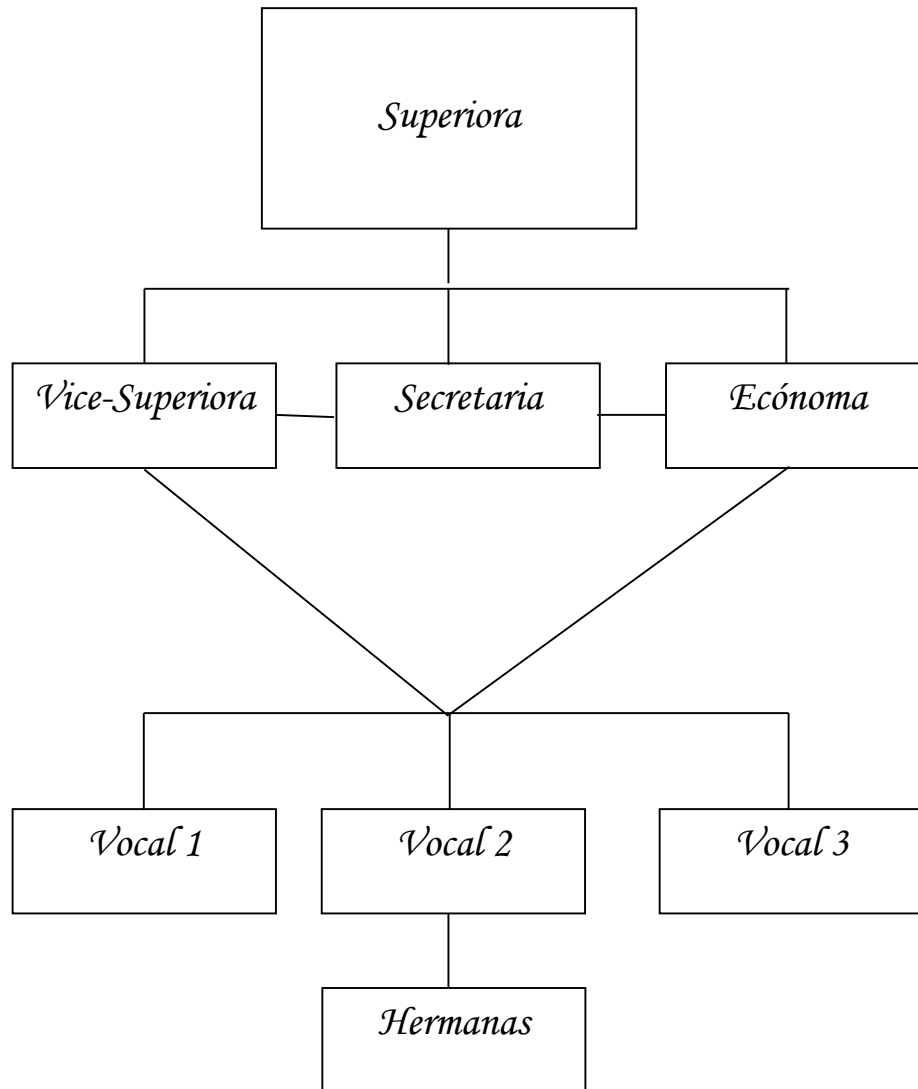 Superiora
Vice-Superiora
Secretaria
Ecónoma
Vocal 1
Vocal 2
Vocal 3
Hermanas